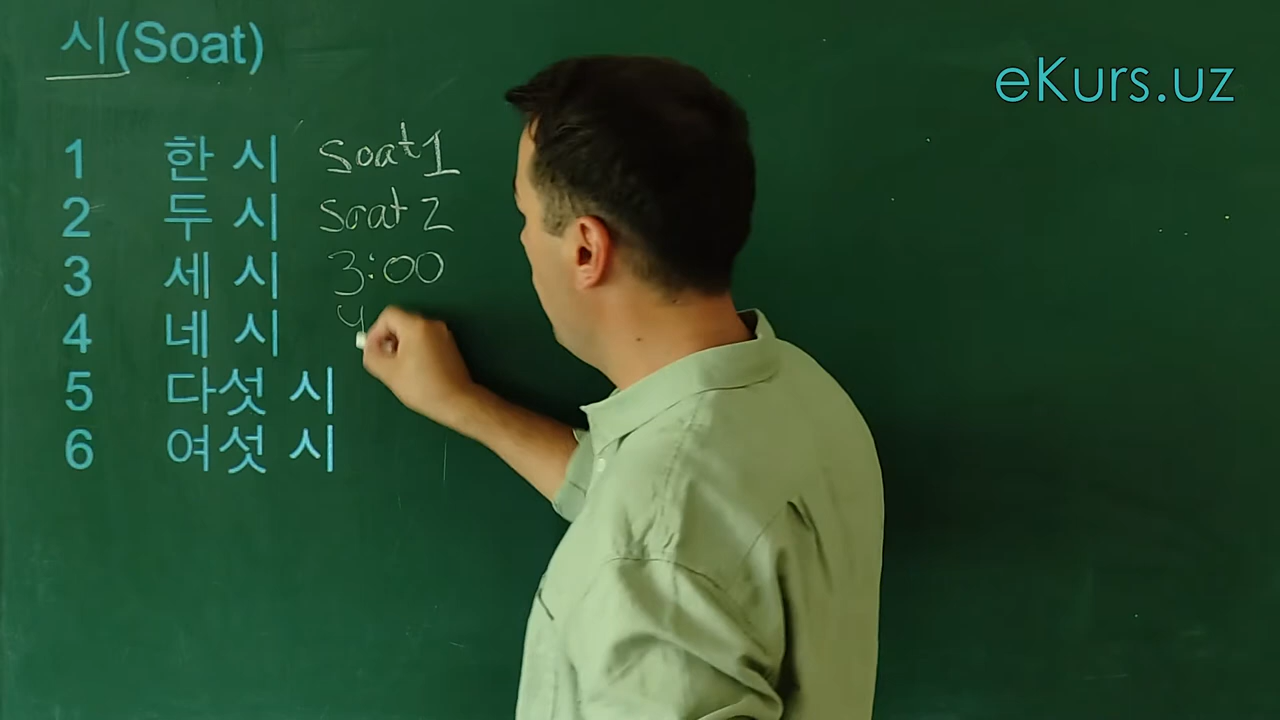 시(Soat)
eKurs.uz
1 한 시 Soat 1
2 두 시 Soat 2
3 세 시 3:00
4 네 시 4
5 다섯 시
6 여섯 시